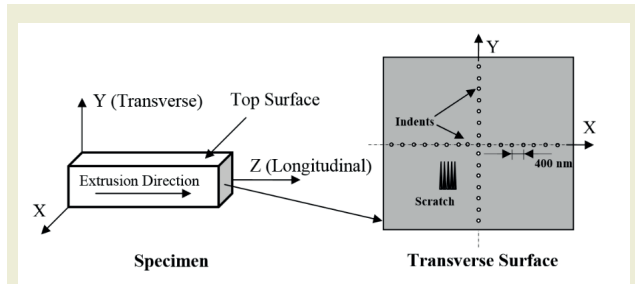 Y (Transverse)
Top Surface
Z (Longitudinal)
Extrusion Direction
X
Specimen
Y
Indents
X
400 nm
Scratch
Transverse Surface